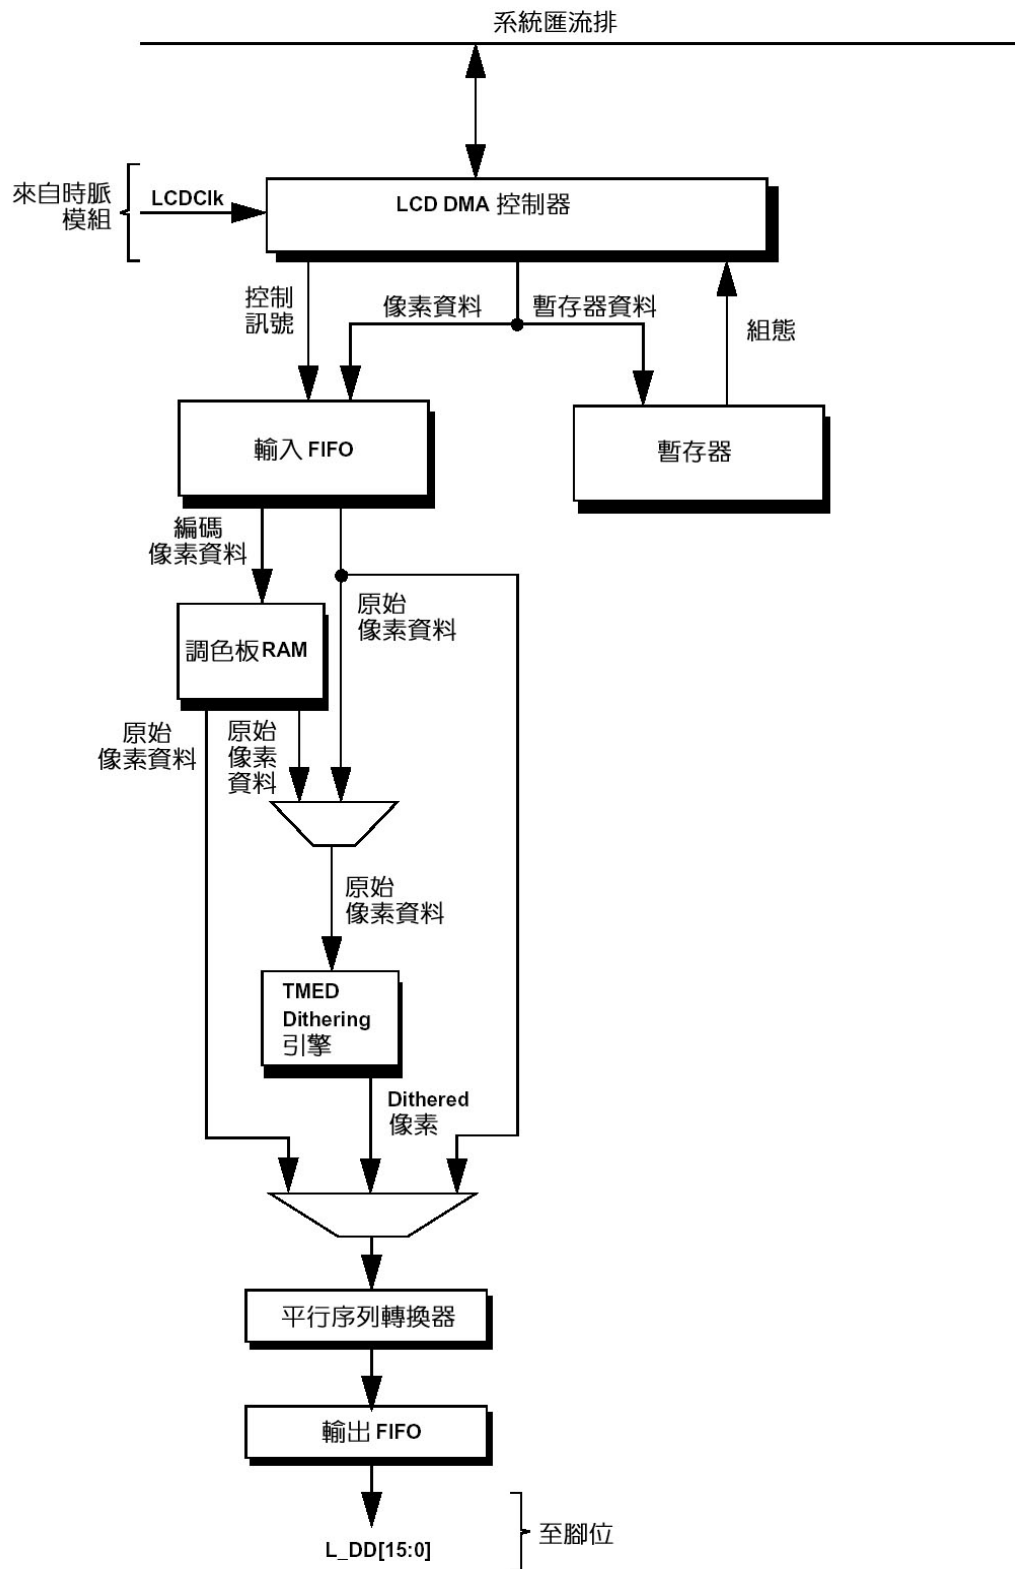 系統匯流排
來自時脈
模組
LCDClk
LCD DMA 控制器
控制
訊號
像素資料
暫存器資料
組態
輸入 FIFO
暫存器
編碼
像素資料
原始
像素資料
調色板 RAM
原始
像素資料
原始
像素
資料
原始
像素資料
TMED
Dithering
引擎
Dithered
像素
平行序列轉換器
輸出 FIFO
L_DD[15:0]
至腳位